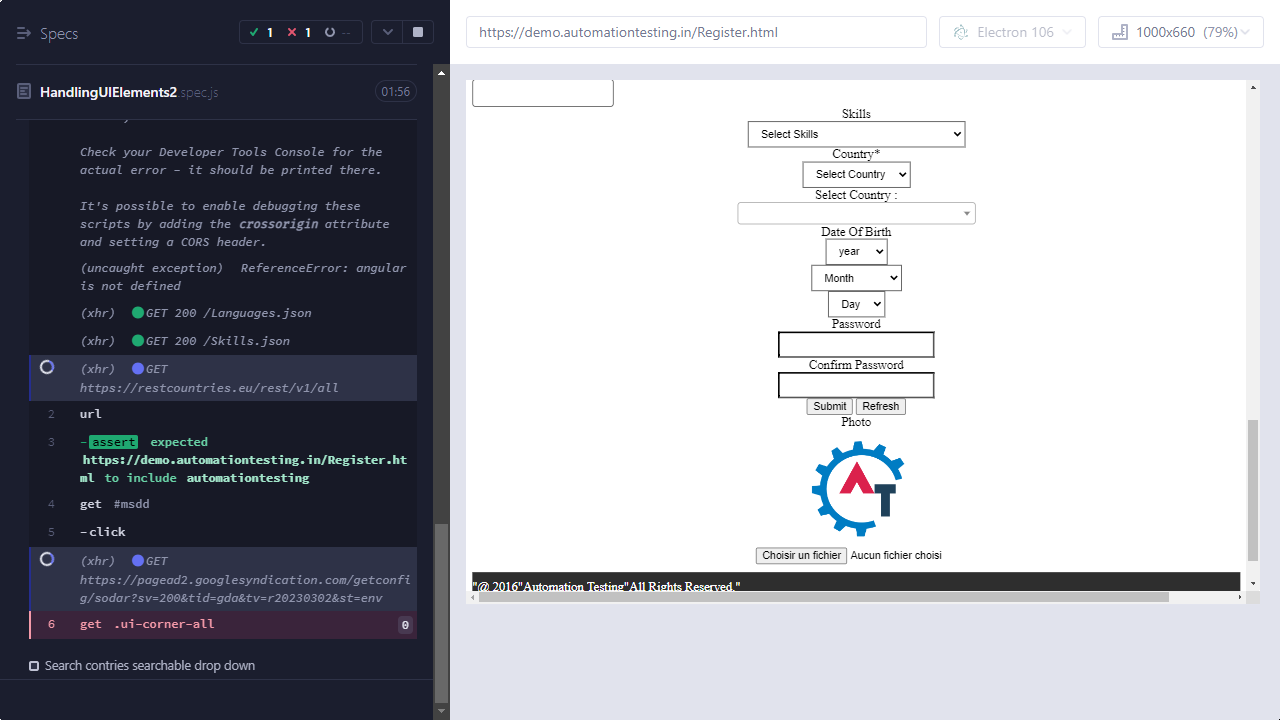 Specs
1
1
--
HandlingUIElements2.spec.js
01:56
Check your Developer Tools Console for the
actual error - it should be printed there.
It's possible to enable debugging these
scripts by adding the crossorigin attribute
and setting a CORS header.
(uncaught exception) ReferenceError: angular
is not defined
(xhr) GET 200 /Languages.json
(xhr) GET 200 /Skills.json
(xhr) GET
https://restcountries.eu/rest/v1/all
2 url
3 -assert expected
https://demo.automationtesting.in/Register.ht
ml to include automationtesting
4 get #msdd
5 -click
(xhr) GET
https://pagead2.googlesyndication.com/getconfi
g/sodar?sv=200&tid=gda&tv=r20230302&st=env
6 get .ui-corner-all 0
Search contries searchable drop down
https://demo.automationtesting.in/Register.html
Electron 106
1000x660 (79%)
Skills
Select Skills
Country*
Select Country
Select Country :
Date Of Birth
year
Month
Day
Password
Confirm Password
Submit Refresh
Photo
AT
Choisir un fichier Aucun fichier choisi
"@ 2016"Automation Testing"All Rights Reserved."